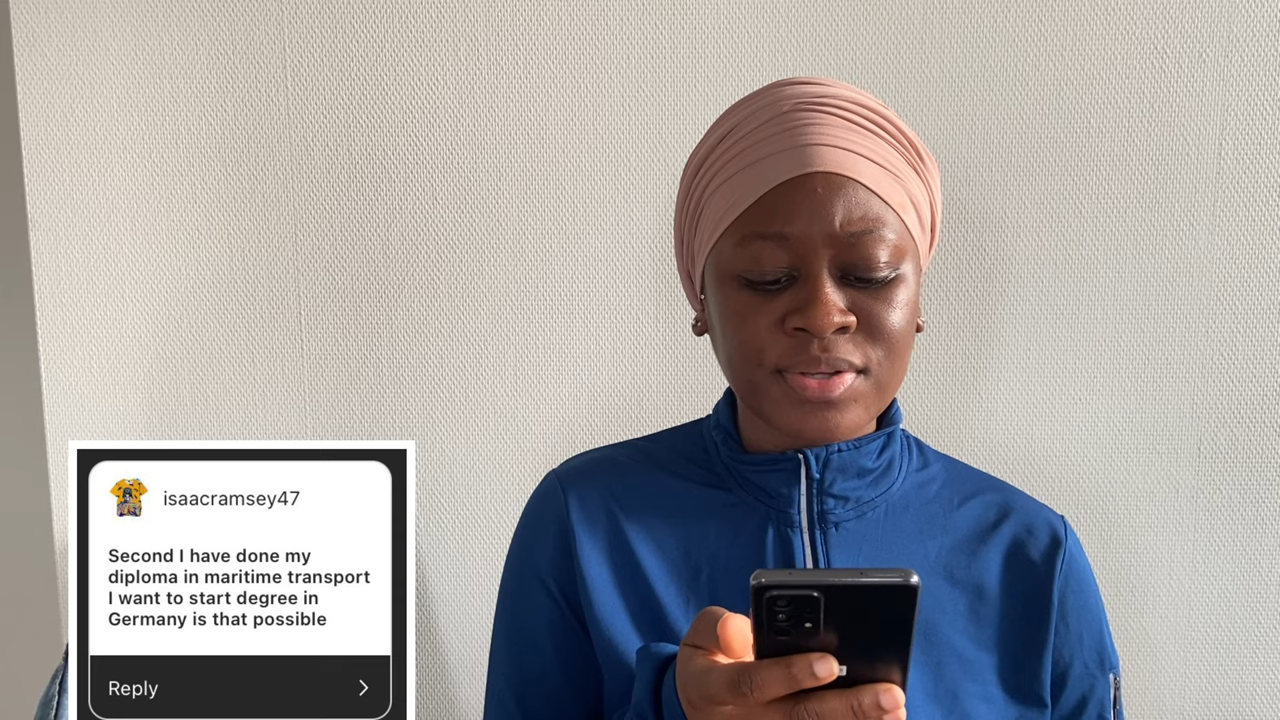 isaacramsey47
Second I have done my
diploma in maritime transport
I want to start degree in
Germany is that possible
Reply